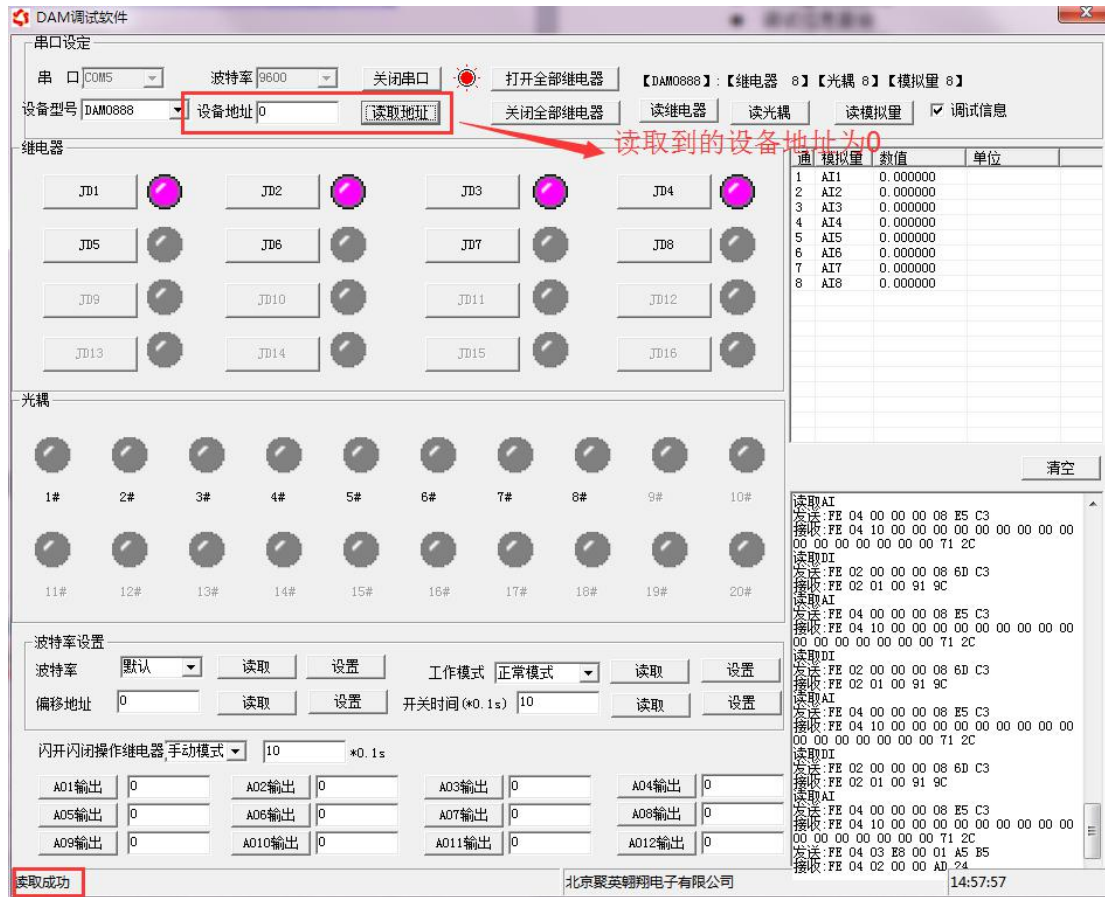 DAM调试软件
串口设定
串 口 COM5 波特率 9600 关闭串口 打开全部继电器 【DAM0888】:【继电器 8】【光耦 8】【模拟量 8】
设备型号 DAM0888 设备地址 0 读取地址 关闭全部继电器 读继电器 读光耦 读模拟量 调试信息
读取到的设备地址为0
继电器
JD1 JD2 JD3 JD4
JD5 JD6 JD7 JD8
JD9 JD10 JD11 JD12
JD13 JD14 JD15 JD16
通 模拟量 数值 单位
1 AI1 0.000000
2 AI2 0.000000
3 AI3 0.000000
4 AI4 0.000000
5 AI5 0.000000
6 AI6 0.000000
7 AI7 0.000000
8 AI8 0.000000
光耦
1# 2# 3# 4# 5# 6# 7# 8# 9# 10#
11# 12# 13# 14# 15# 16# 17# 18# 19# 20#
清空
读取AI
发送:FE 04 00 00 00 08 E5 C3
接收:FE 04 10 00 00 00 00 00 00 00 00 00
00 00 00 00 00 00 00 71 2C
读取DI
发送:FE 02 00 00 00 08 6D C3
接收:FE 02 01 00 91 9C
读取AI
发送:FE 04 00 00 00 08 E5 C3
接收:FE 04 10 00 00 00 00 00 00 00 00 00
00 00 00 00 00 00 00 71 2C
读取DI
发送:FE 02 00 00 00 08 6D C3
接收:FE 02 01 00 91 9C
读取AI
发送:FE 04 00 00 00 08 E5 C3
接收:FE 04 10 00 00 00 00 00 00 00 00 00
00 00 00 00 00 00 00 71 2C
读取DI
发送:FE 02 00 00 00 08 6D C3
接收:FE 02 01 00 91 9C
读取AI
发送:FE 04 00 00 00 08 E5 C3
接收:FE 04 10 00 00 00 00 00 00 00 00 00
00 00 00 00 00 00 00 71 2C
发送:FE 04 03 E8 00 01 A5 B5
接收:FE 04 02 00 00 AD 24
波特率设置
波特率 默认 读取 设置 工作模式 正常模式 读取 设置
偏移地址 0 读取 设置 开关时间(*0.1s) 10 读取 设置
闪开闪闭操作继电器 手动模式 10 *0.1s
AO1输出 0 AO2输出 0 AO3输出 0 AO4输出 0
AO5输出 0 AO6输出 0 AO7输出 0 AO8输出 0
AO9输出 0 AO10输出 0 AO11输出 0 AO12输出 0
读取成功 北京聚英翱翔电子有限公司 14:57:57